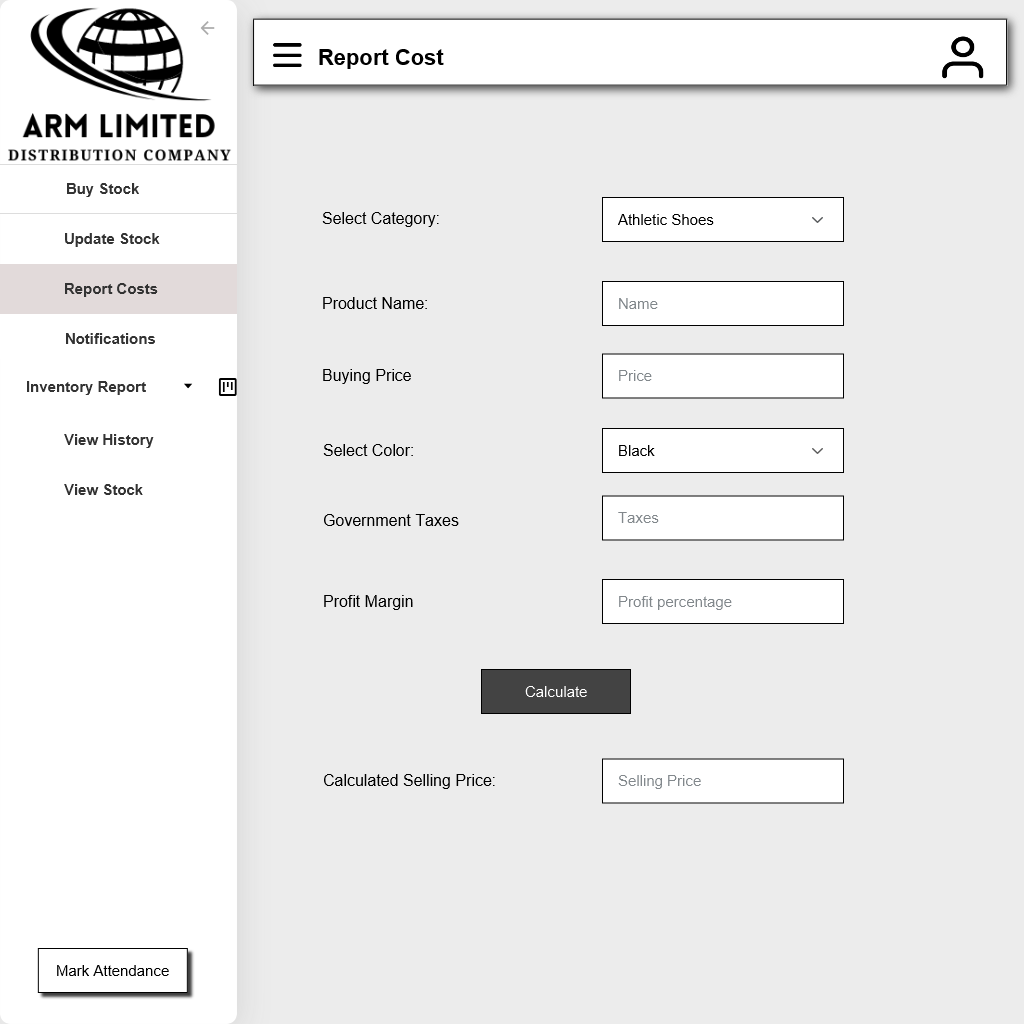 ARM LIMITED
DISTRIBUTION COMPANY
Buy Stock
Update Stock
Report Costs
Notifications
Inventory Report
View History
View Stock
Mark Attendance
Report Cost
Select Category:
Athletic Shoes
Product Name:
Name
Buying Price
Price
Select Color:
Black
Government Taxes
Taxes
Profit Margin
Profit percentage
Calculate
Calculated Selling Price:
Selling Price